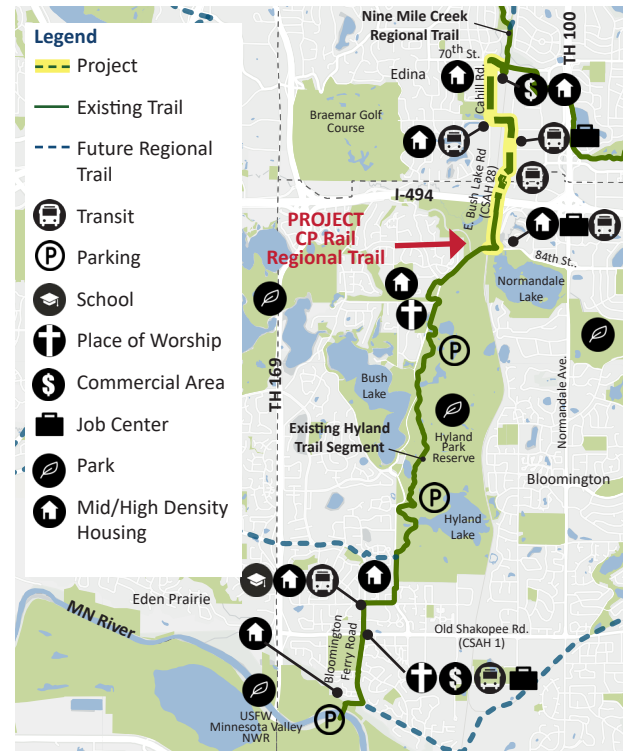 Legend
Project
Existing Trail
Future Regional
Trail
Transit
P
Parking
School
Place of Worship
$
Commercial Area
Job Center
Park
Mid/High Density
Housing
Nine Mile Creek
Regional Trail
TH 100
70th St.
Edina
Cahill Rd.
$
Braemar Golf
Course
E. Bush Lake Rd
(CSAH 28)
I-494
PROJECT
CP Rail
Regional Trail
84th St.
Normandale
Lake
TH 169
P
Bush
Lake
Normandale Ave.
Existing Hyland
Trail Segment
Hyland
Park
Reserve
Bloomington
P
Hyland
Lake
Eden Prairie
MN River
Bloomington
Ferry Road
Old Shakopee Rd.
(CSAH 1)
$
USFW
Minnesota Valley
NWR
P